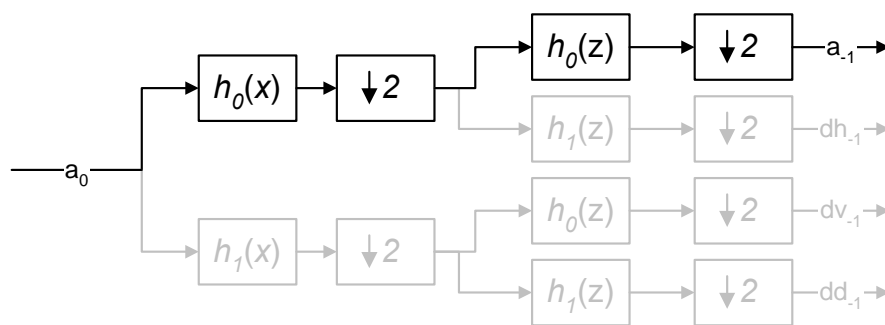 h₀(z) ↓2 a₋₁
h₀(x) ↓2
h₁(z) ↓2 dh₋₁
a₀
h₀(z) ↓2 dv₋₁
h₁(x) ↓2
h₁(z) ↓2 dd₋₁